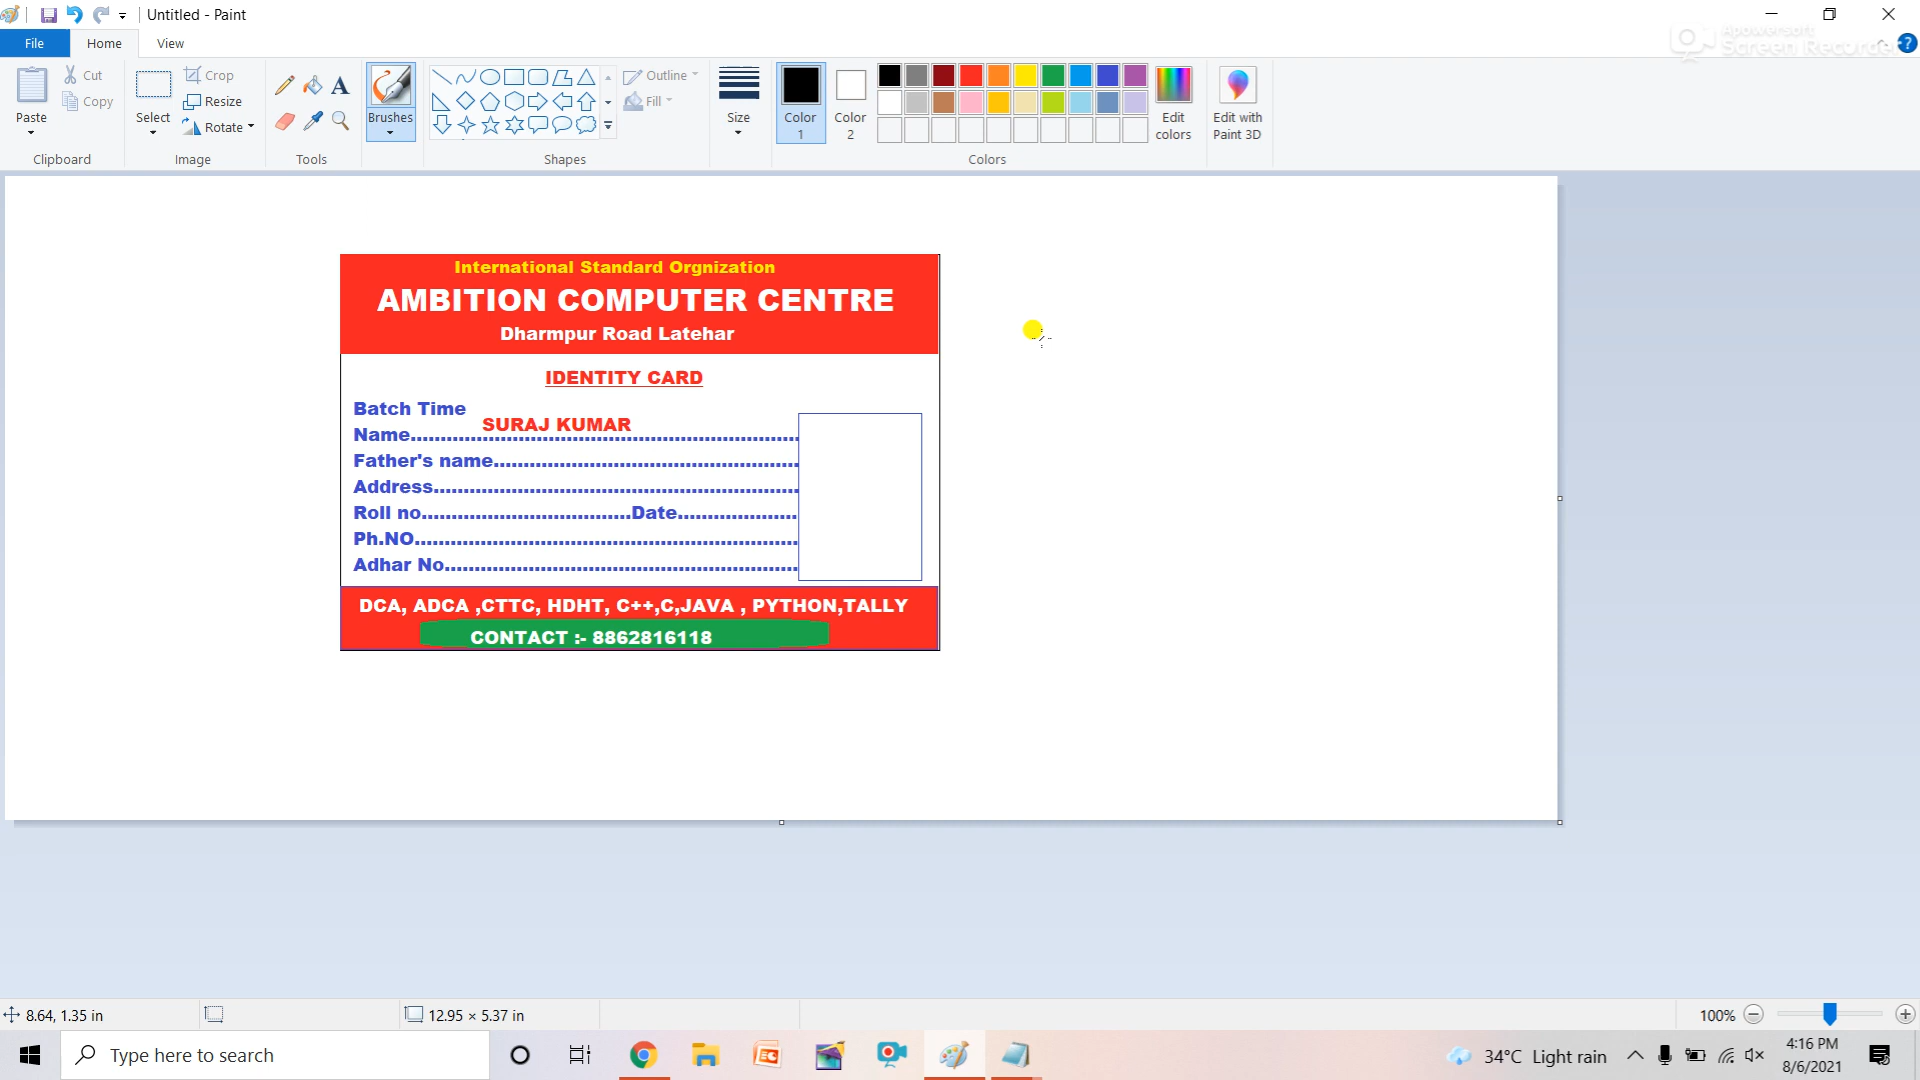 Untitled - Paint
File Home View
Apowersoft
Screen Recorder
Paste
Cut
Copy
Clipboard
Select
Crop
Resize
Rotate
Image
Tools
Brushes
Outline
Fill
Shapes
Size
Color 1
Color 2
Edit colors
Colors
Edit with Paint 3D
International Standard Orgnization
AMBITION COMPUTER CENTRE
Dharmpur Road Latehar
IDENTITY CARD
Batch Time
SURAJ KUMAR
Name.................................................................
Father's name...................................................
Address.............................................................
Roll no...................................Date....................
Ph.NO................................................................
Adhar No...........................................................
DCA, ADCA ,CTTC, HDHT, C++,C,JAVA , PYTHON,TALLY
CONTACT :- 8862816118
8.64, 1.35 in
12.95 × 5.37 in
100%
Type here to search
34°C Light rain
4:16 PM
8/6/2021